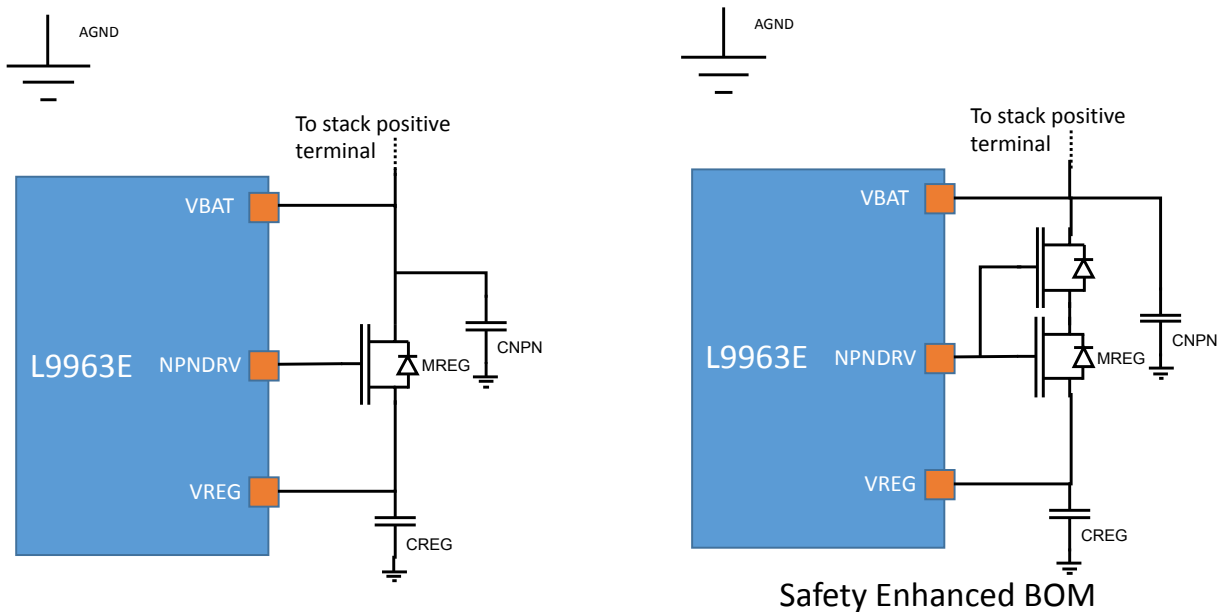 AGND
To stack positive
terminal
VBAT
CNPN
L9963E
NPNDRV
MREG
VREG
CREG
AGND
To stack positive
terminal
VBAT
CNPN
L9963E
NPNDRV
MREG
VREG
CREG
Safety Enhanced BOM